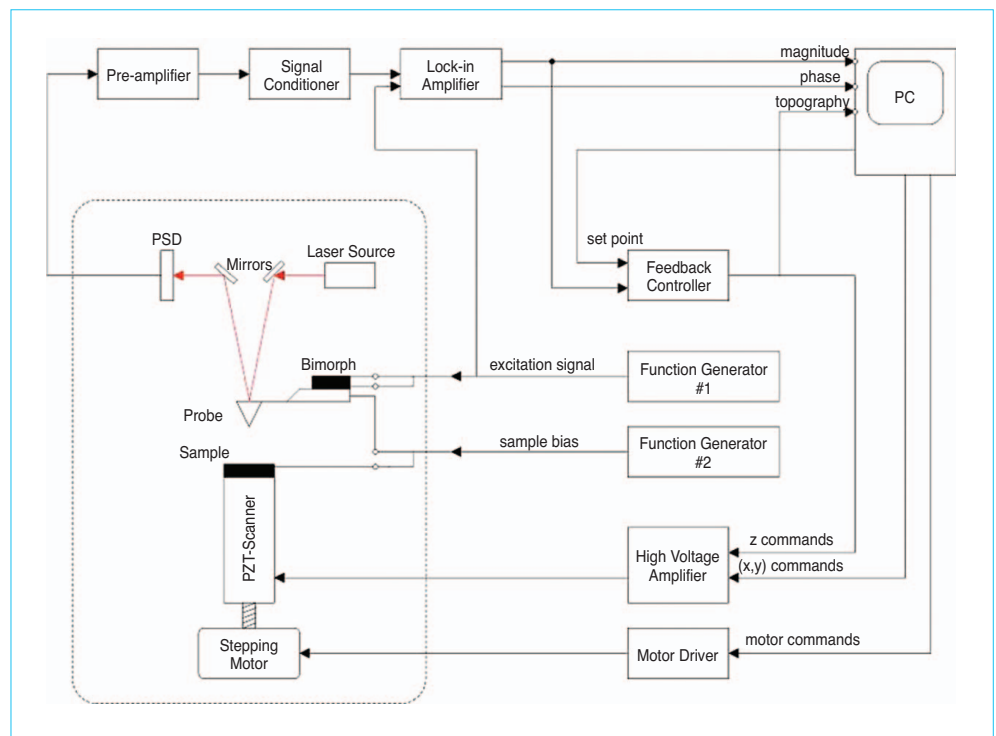 magnitude
Pre-amplifier
Signal
Conditioner
Lock-in
Amplifier
phase
PC
topography
PSD
Mirrors
Laser Source
set point
Feedback
Controller
Bimorph
excitation signal
Function Generator
#1
Probe
Sample
sample bias
Function Generator
#2
PZT-Scanner
High Voltage
Amplifier
z commands
(x,y) commands
Stepping
Motor
Motor Driver
motor commands